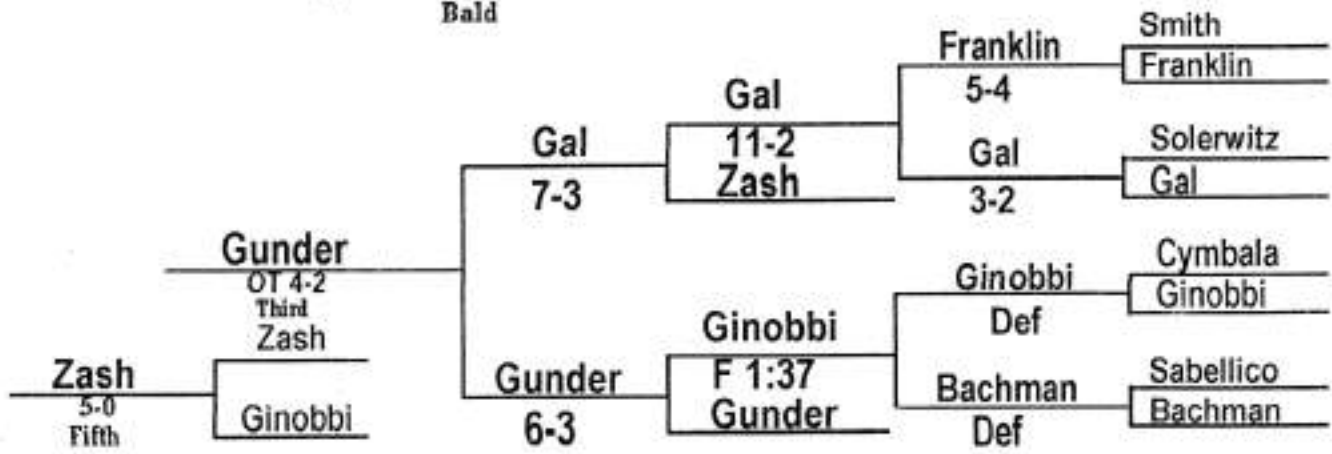 Bald
Smith
Franklin
Franklin
5-4
Gal
11-2
Zash
Solerwitz
Gal
Gal
3-2
Gal
7-3
Gunder
OT 4-2
Third
Cymbala
Ginobbi
Ginobbi
Def
Ginobbi
F 1:37
Gunder
Sabellico
Bachman
Bachman
Def
Gunder
6-3
Zash
Ginobbi
Zash
5-0
Fifth